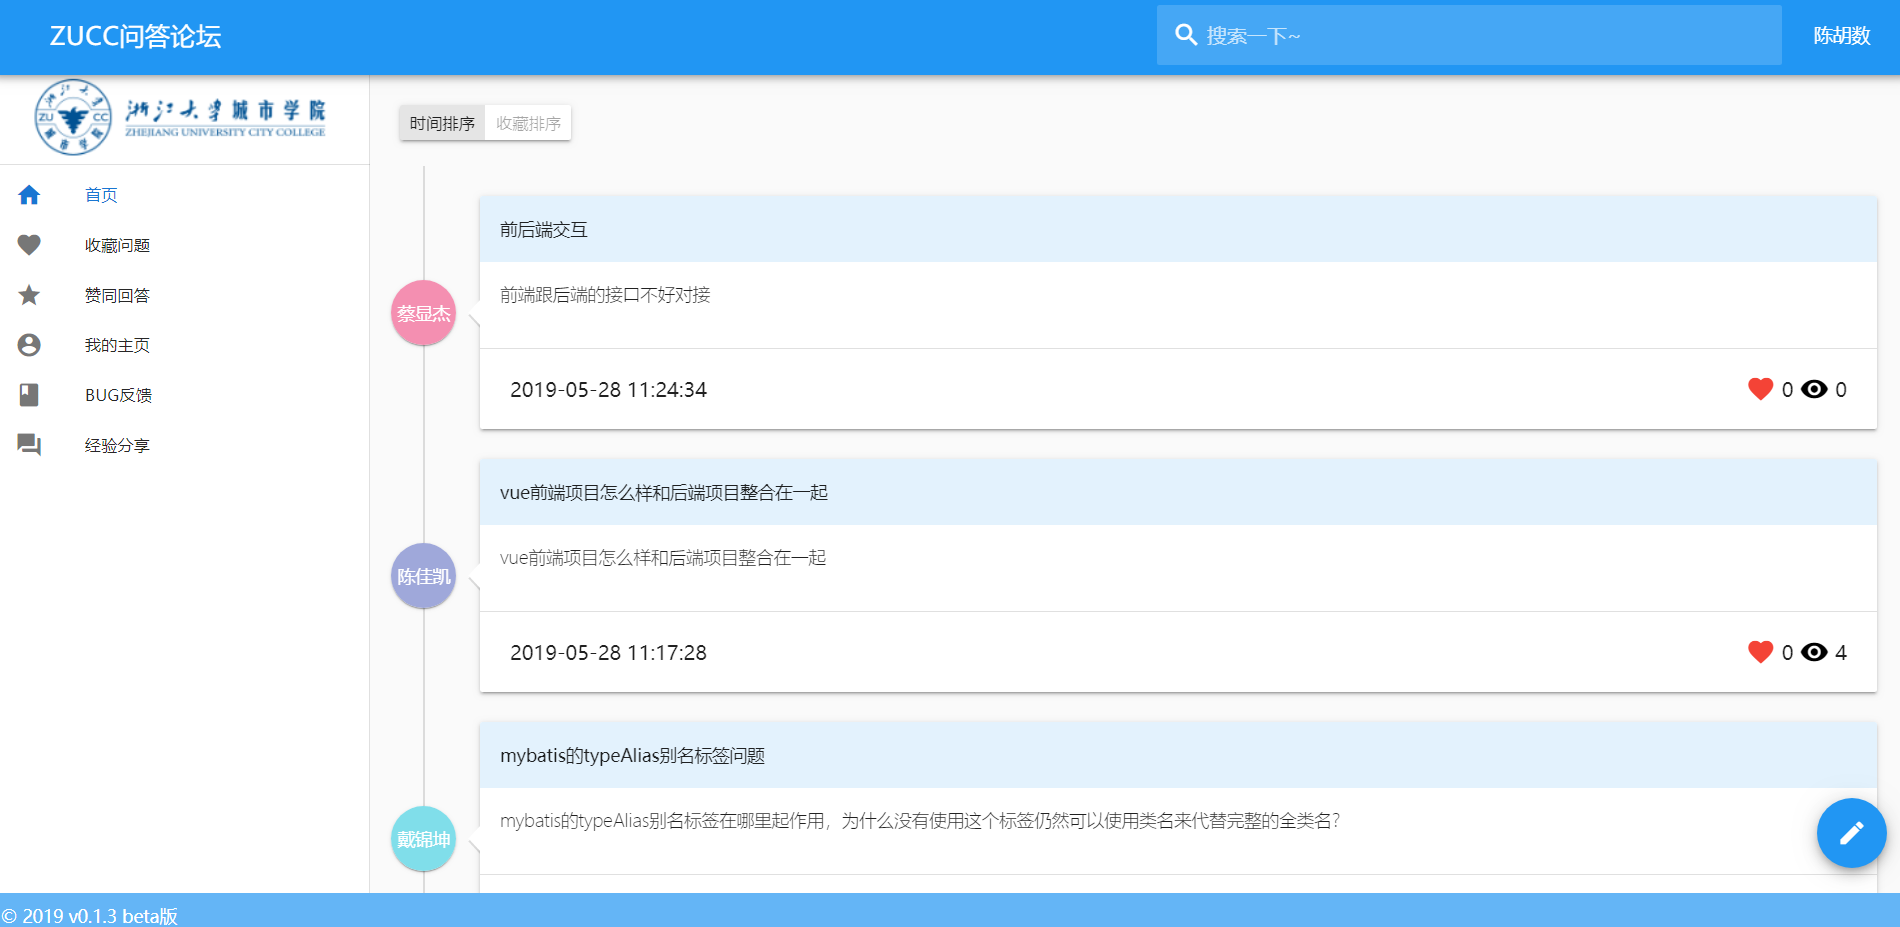 ZUCC问答论坛
搜索一下~
陈胡数
ZU CC
浙江大学城市学院
ZHEJIANG UNIVERSITY CITY COLLEGE
首页
收藏问题
赞同回答
我的主页
BUG反馈
经验分享
时间排序 收藏排序
前后端交互
前端跟后端的接口不好对接
蔡显杰
2019-05-28 11:24:34 0 0
vue前端项目怎么样和后端项目整合在一起
vue前端项目怎么样和后端项目整合在一起
陈佳凯
2019-05-28 11:17:28 0 4
mybatis的typeAlias别名标签问题
mybatis的typeAlias别名标签在哪里起作用，为什么没有使用这个标签仍然可以使用类名来代替完整的全类名?
戴锦坤
© 2019 v0.1.3 beta版